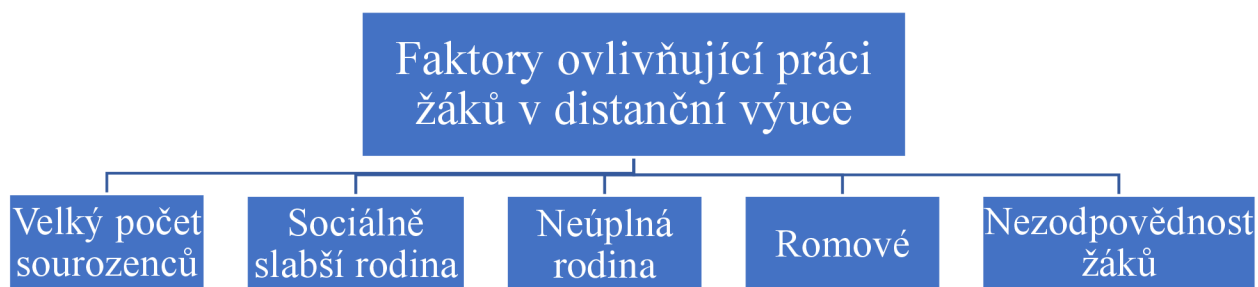 Faktory ovlivňující práci
žáků v distanční výuce
Velký počet
sourozenců
Sociálně
slabší rodina
Neúplná
rodina
Romové
Nezodpovědnost
žáků